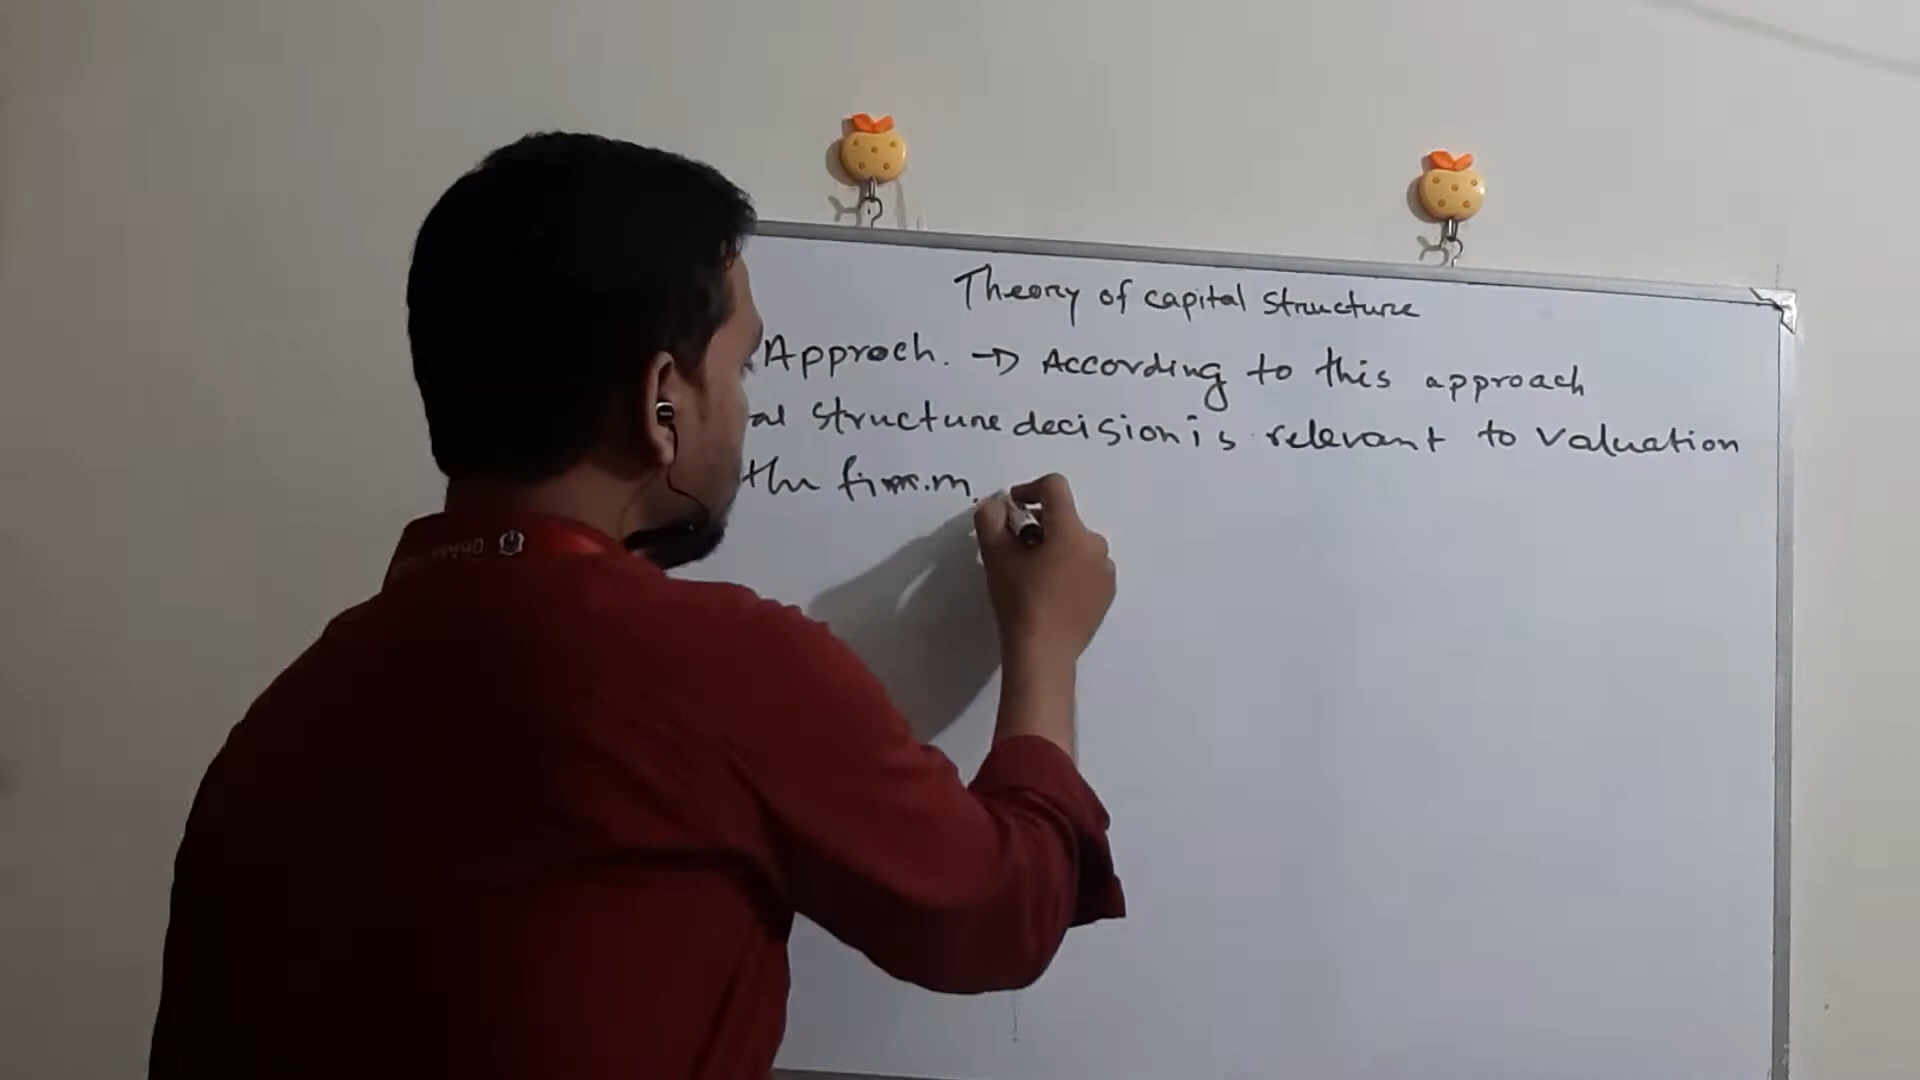 Theory of capital structure
Approch. → According to this approach
al structure decision is relevant to valuation
the firm.